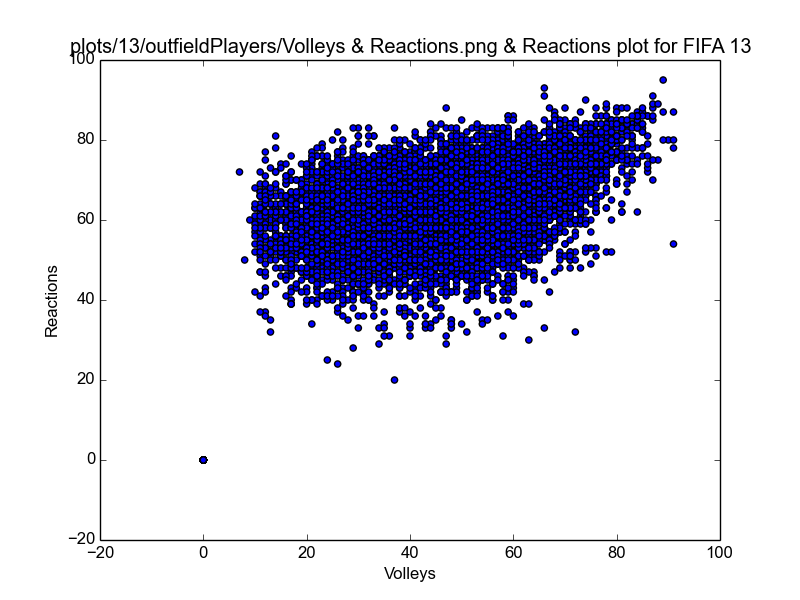 plots/13/outfieldPlayers/Volleys & Reactions.png & Reactions plot for FIFA 13
100
80
60
40
20
0
−20
Reactions
−20 0 20 40 60 80 100
Volleys